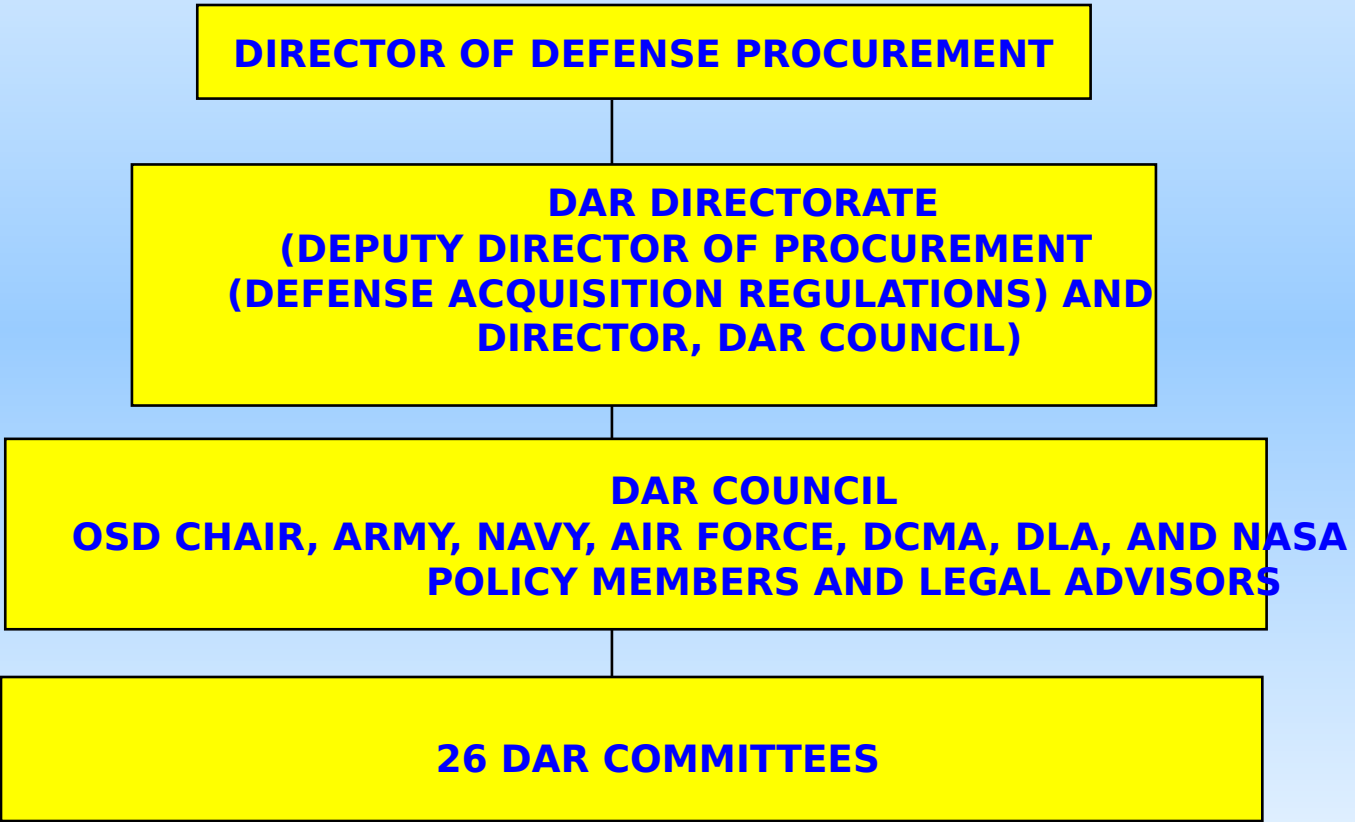 DIRECTOR OF DEFENSE PROCUREMENT
DAR DIRECTORATE
(DEPUTY DIRECTOR OF PROCUREMENT
(DEFENSE ACQUISITION REGULATIONS) AND
DIRECTOR, DAR COUNCIL)
DAR COUNCIL
OSD CHAIR, ARMY, NAVY, AIR FORCE, DCMA, DLA, AND NASA
POLICY MEMBERS AND LEGAL ADVISORS
26 DAR COMMITTEES